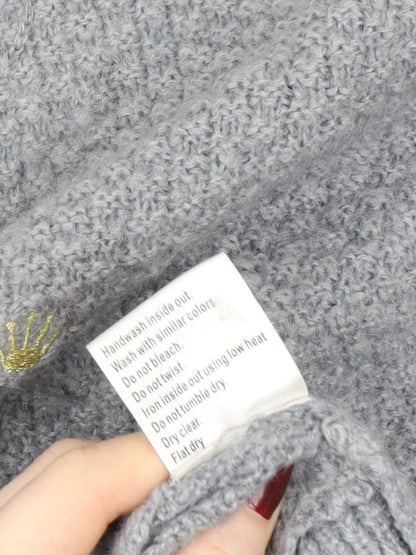 Handwash inside out.
Wash with similar colors
Do not bleach.
Do not twist.
Iron inside out using low heat
Do not tumble dry.
Dry clear.
Flat dry